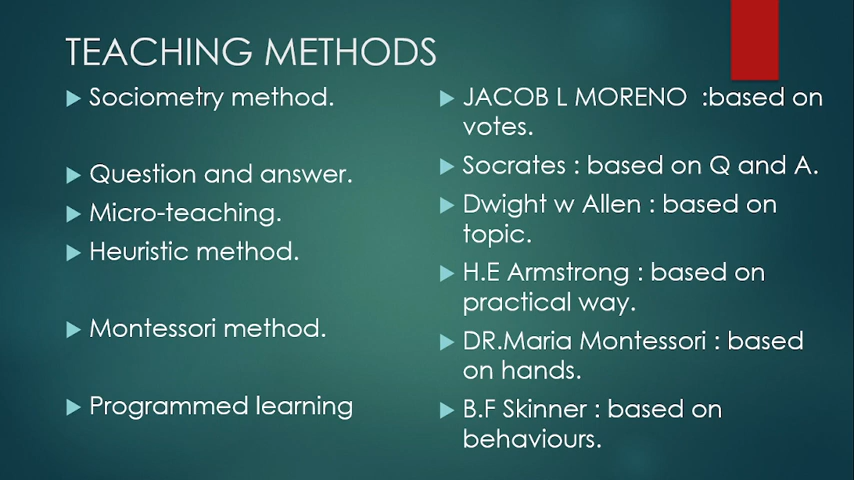 TEACHING METHODS
Sociometry method.
Question and answer.
Micro-teaching.
Heuristic method.
Montessori method.
Programmed learning
JACOB L MORENO :based on
votes.
Socrates : based on Q and A.
Dwight w Allen : based on
topic.
H.E Armstrong : based on
practical way.
DR.Maria Montessori : based
on hands.
B.F Skinner : based on
behaviours.